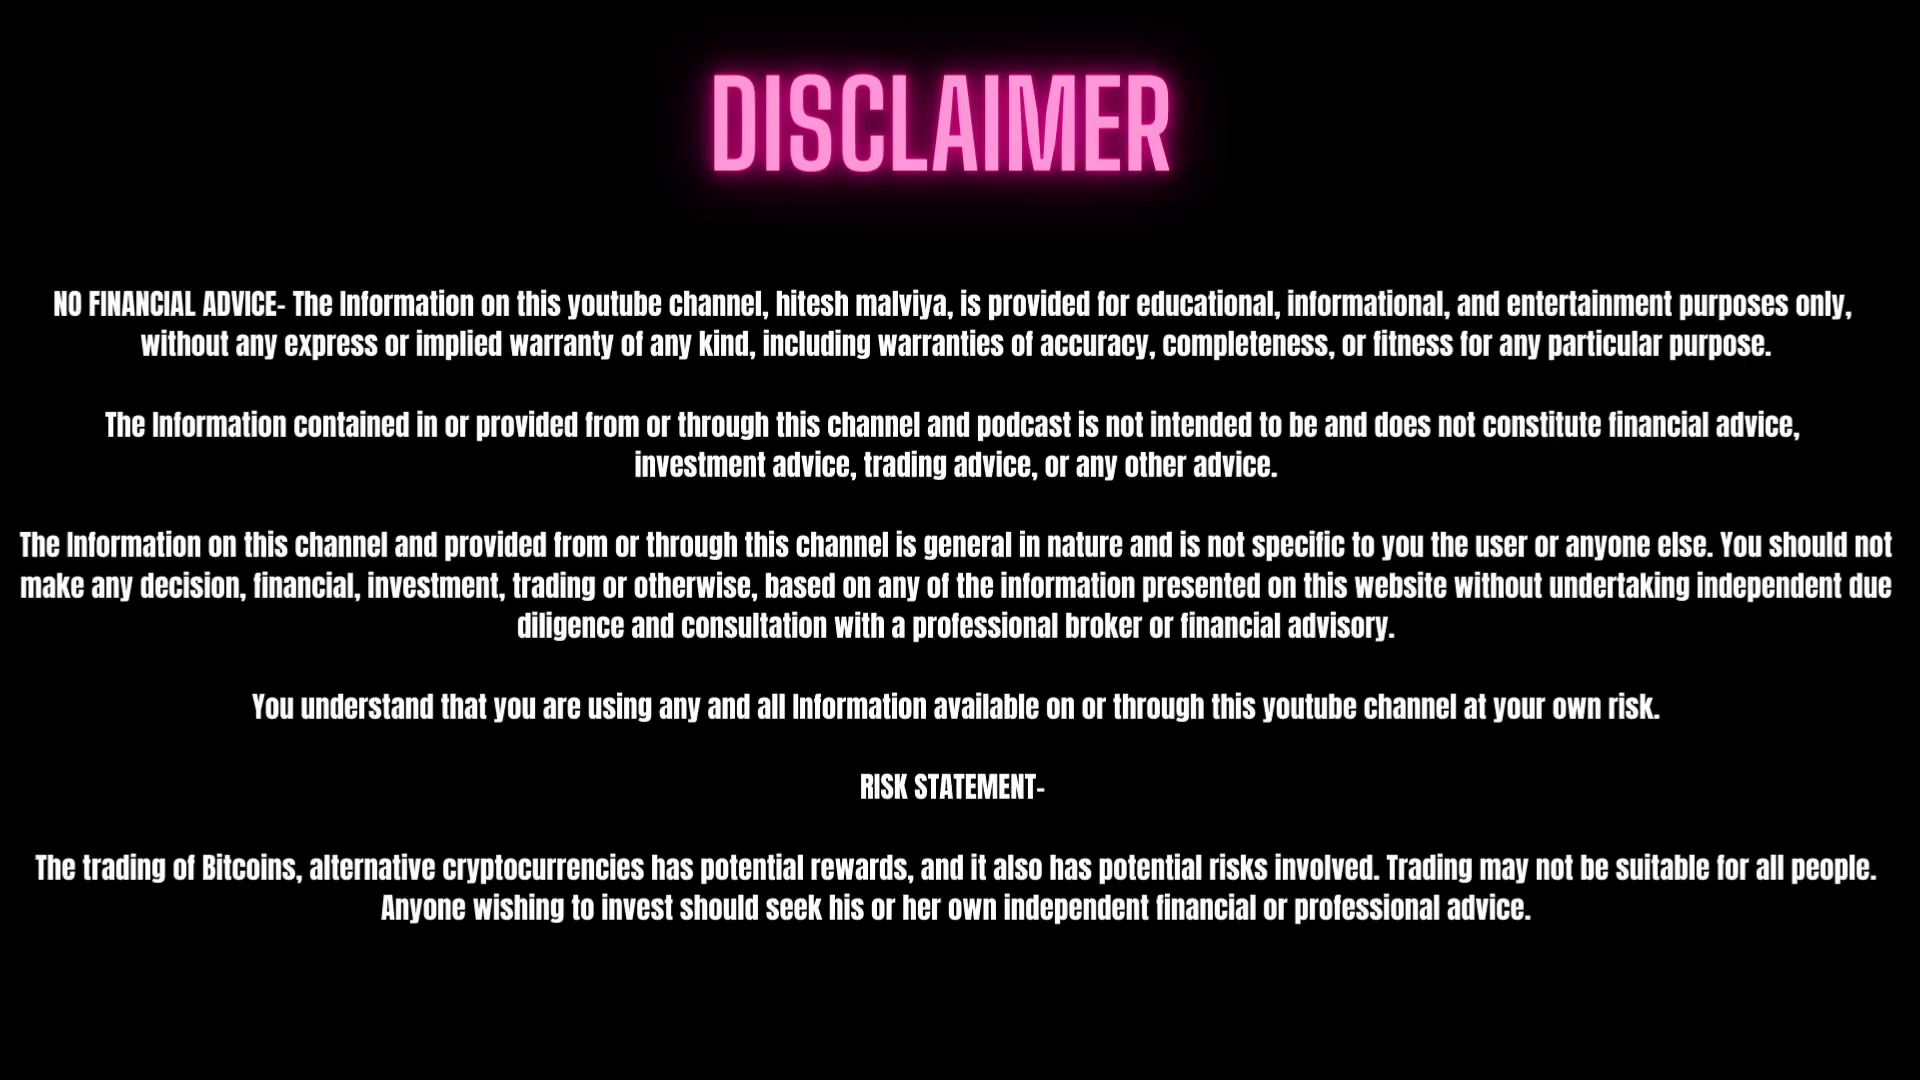 DISCLAIMER
NO FINANCIAL ADVICE- The Information on this youtube channel, hitesh malviya, is provided for educational, informational, and entertainment purposes only,
without any express or implied warranty of any kind, including warranties of accuracy, completeness, or fitness for any particular purpose.
The Information contained in or provided from or through this channel and podcast is not intended to be and does not constitute financial advice,
investment advice, trading advice, or any other advice.
The Information on this channel and provided from or through this channel is general in nature and is not specific to you the user or anyone else. You should not
make any decision, financial, investment, trading or otherwise, based on any of the information presented on this website without undertaking independent due
diligence and consultation with a professional broker or financial advisory.
You understand that you are using any and all Information available on or through this youtube channel at your own risk.
RISK STATEMENT-
The trading of Bitcoins, alternative cryptocurrencies has potential rewards, and it also has potential risks involved. Trading may not be suitable for all people.
Anyone wishing to invest should seek his or her own independent financial or professional advice.